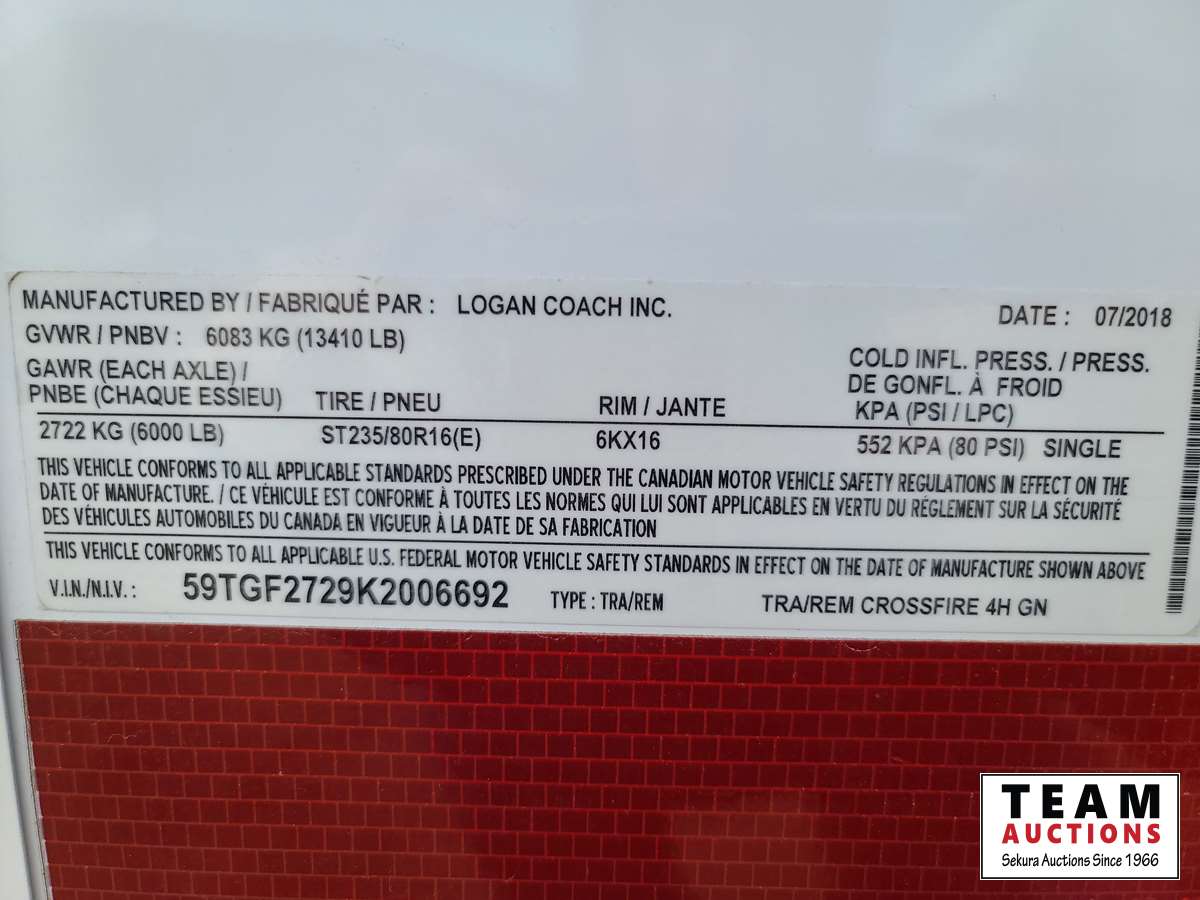 MANUFACTURED BY / FABRIQUÉ PAR : LOGAN COACH INC. DATE : 07/2018
GVWR / PNBV : 6083 KG (13410 LB)
GAWR (EACH AXLE) /
PNBE (CHAQUE ESSIEU) TIRE / PNEU RIM / JANTE
COLD INFL. PRESS. / PRESS.
DE GONFL. À FROID
KPA (PSI / LPC)
2722 KG (6000 LB) ST235/80R16(E) 6KX16 552 KPA (80 PSI) SINGLE
THIS VEHICLE CONFORMS TO ALL APPLICABLE STANDARDS PRESCRIBED UNDER THE CANADIAN MOTOR VEHICLE SAFETY REGULATIONS IN EFFECT ON THE
DATE OF MANUFACTURE. / CE VÉHICULE EST CONFORME À TOUTES LES NORMES QUI LUI SONT APPLICABLES EN VERTU DU RÉGLEMENT SUR LA SÉCURITÉ
DES VÉHICULES AUTOMOBILES DU CANADA EN VIGUEUR À LA DATE DE SA FABRICATION
THIS VEHICLE CONFORMS TO ALL APPLICABLE U.S. FEDERAL MOTOR VEHICLE SAFETY STANDARDS IN EFFECT ON THE DATE OF MANUFACTURE SHOWN ABOVE
V.I.N./N.I.V. : 59TGF2729K2006692 TYPE : TRA/REM TRA/REM CROSSFIRE 4H GN
TEAM
AUCTIONS
Sekura Auctions Since 1966